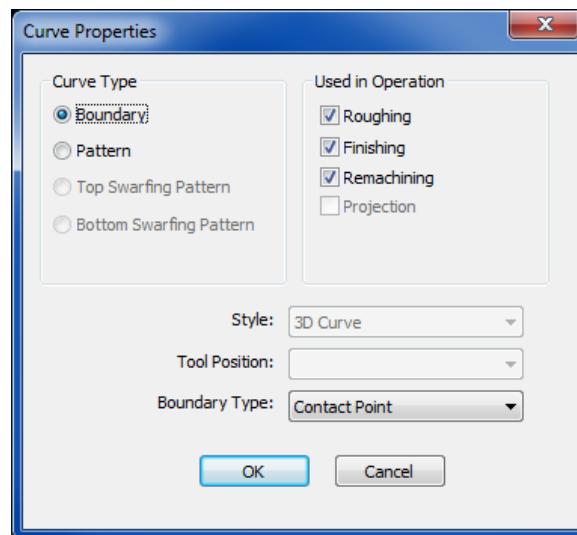 Curve Properties
Curve Type
Boundary
Pattern
Top Swarfing Pattern
Bottom Swarfing Pattern
Used in Operation
Roughing
Finishing
Remachining
Projection
Style: 3D Curve
Tool Position:
Boundary Type: Contact Point
OK Cancel